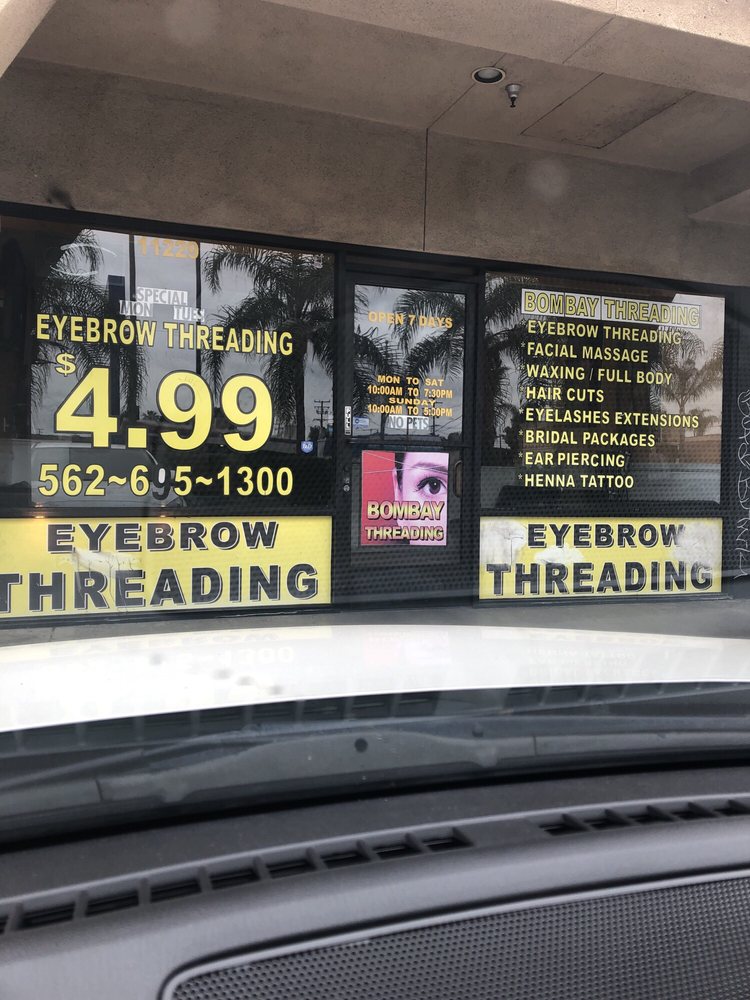 11229
SPECIAL
MON TUES
EYEBROW THREADING
$4.99
562~695~1300
EYEBROW
THREADING
OPEN 7 DAYS
MON TO SAT
10:00AM TO 7:30PM
SUNDAY
10:00AM TO 5:00PM
NO PETS
PULL
BOMBAY
THREADING
BOMBAY THREADING
*EYEBROW THREADING
*FACIAL MASSAGE
WAXING / FULL BODY
*HAIR CUTS
*EYELASHES EXTENSIONS
*BRIDAL PACKAGES
*EAR PIERCING
*HENNA TATTOO
EYEBROW
THREADING